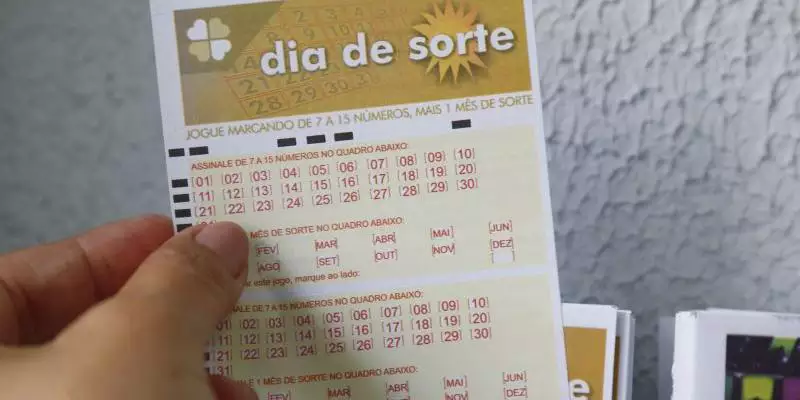 dia de sorte
JOGUE MARCANDO DE 7 A 15 NÚMEROS, MAIS 1 MÊS DE SORTE
ASSINALE DE 7 A 15 NÚMEROS NO QUADRO ABAIXO:
[01] [02] [03] [04] [05] [06] [07] [08] [09] [10]
[11] [12] [13] [14] [15] [16] [17] [18] [19] [20]
[21] [22] [23] [24] [25] [26] [27] [28] [29] [30]
MÊS DE SORTE NO QUADRO ABAIXO:
[FEV] [MAR] [ABR] [MAI] [JUN]
[AGO] [SET] [OUT] [NOV] [DEZ]
este jogo, marque ao lado: [ ]
DE 7 A 15 NÚMEROS NO QUADRO ABAIXO:
01] [02] [03] [04] [05] [06] [07] [08] [09] [10]
11] [12] [13] [14] [15] [16] [17] [18] [19] [20]
21] [22] [23] [24] [25] [26] [27] [28] [29] [30]
31]
1 MÊS DE SORTE NO QUADRO ABAIXO:
[FEV] [MAR] [ABR] [MAI] [JUN]
[NOV] [DEZ]
e